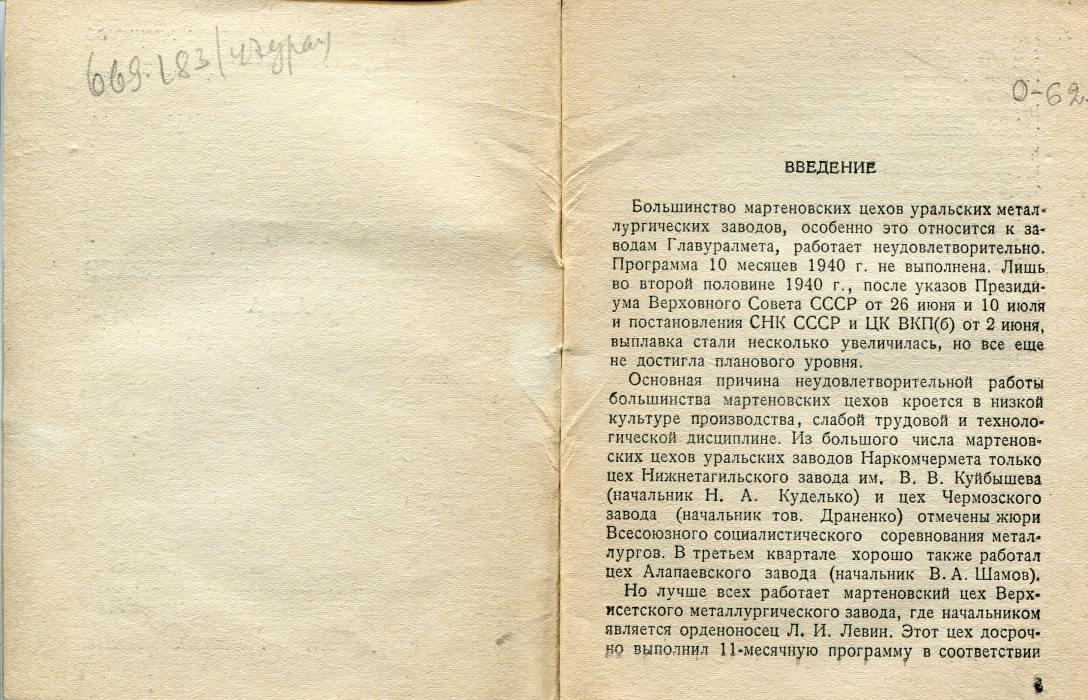 669.183/471урал
О-62
ВВЕДЕНИЕ
Большинство мартеновских цехов уральских метал-
лургических заводов, особенно это относится к за-
водам Главуралмета, работает неудовлетворительно.
Программа 10 месяцев 1940 г. не выполнена. Лишь
во второй половине 1940 г., после указов Президи-
ума Верховного Совета СССР от 26 июня и 10 июля
и постановления СНК СССР и ЦК ВКП(б) от 2 июня,
выплавка стали несколько увеличилась, но все еще
не достигла планового уровня.
Основная причина неудовлетворительной работы
большинства мартеновских цехов кроется в низкой
культуре производства, слабой трудовой и техноло-
гической дисциплине. Из большого числа мартенов-
ских цехов уральских заводов Наркомчермета только
цех Нижнетагильского завода им. В. В. Куйбышева
(начальник Н. А. Куделько) и цех Чермозского
завода (начальник тов. Драненко) отмечены жюри
Всесоюзного социалистического соревнования метал-
лургов. В третьем квартале хорошо также работал
цех Алапаевского завода (начальник В. А. Шамов).
Но лучше всех работает мартеновский цех Верх-
исетского металлургического завода, где начальником
является орденоносец Л. И. Левин. Этот цех досроч-
но выполнил 11-месячную программу в соответствии